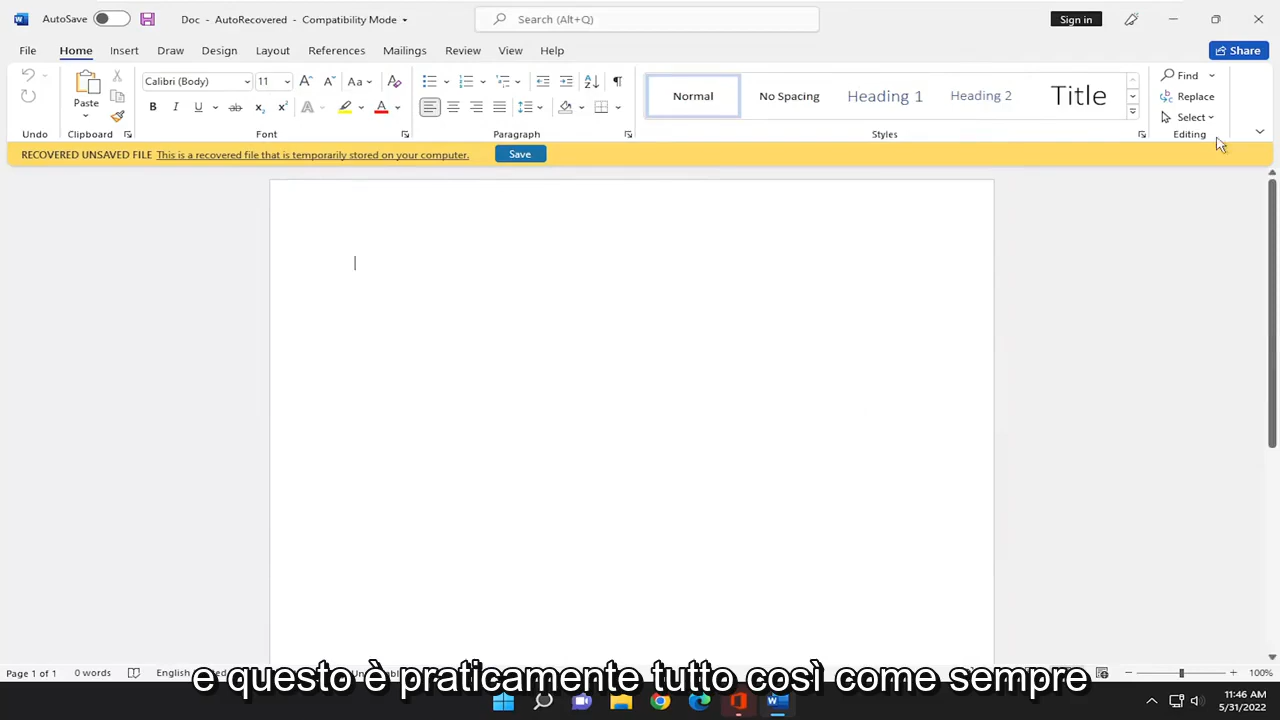 AutoSave Doc - AutoRecovered - Compatibility Mode Search (Alt+Q) Sign in
File Home Insert Draw Design Layout References Mailings Review View Help Share
Paste Calibri (Body) 11 Aa Normal No Spacing Heading 1 Heading 2 Title Find
Replace
Select
Undo Clipboard Font Paragraph Styles Editing
RECOVERED UNSAVED FILE This is a recovered file that is temporarily stored on your computer. Save
Page 1 of 1 0 words 100%
e questo è praticamente tutto così come sempre
11:46 AM
5/31/2022